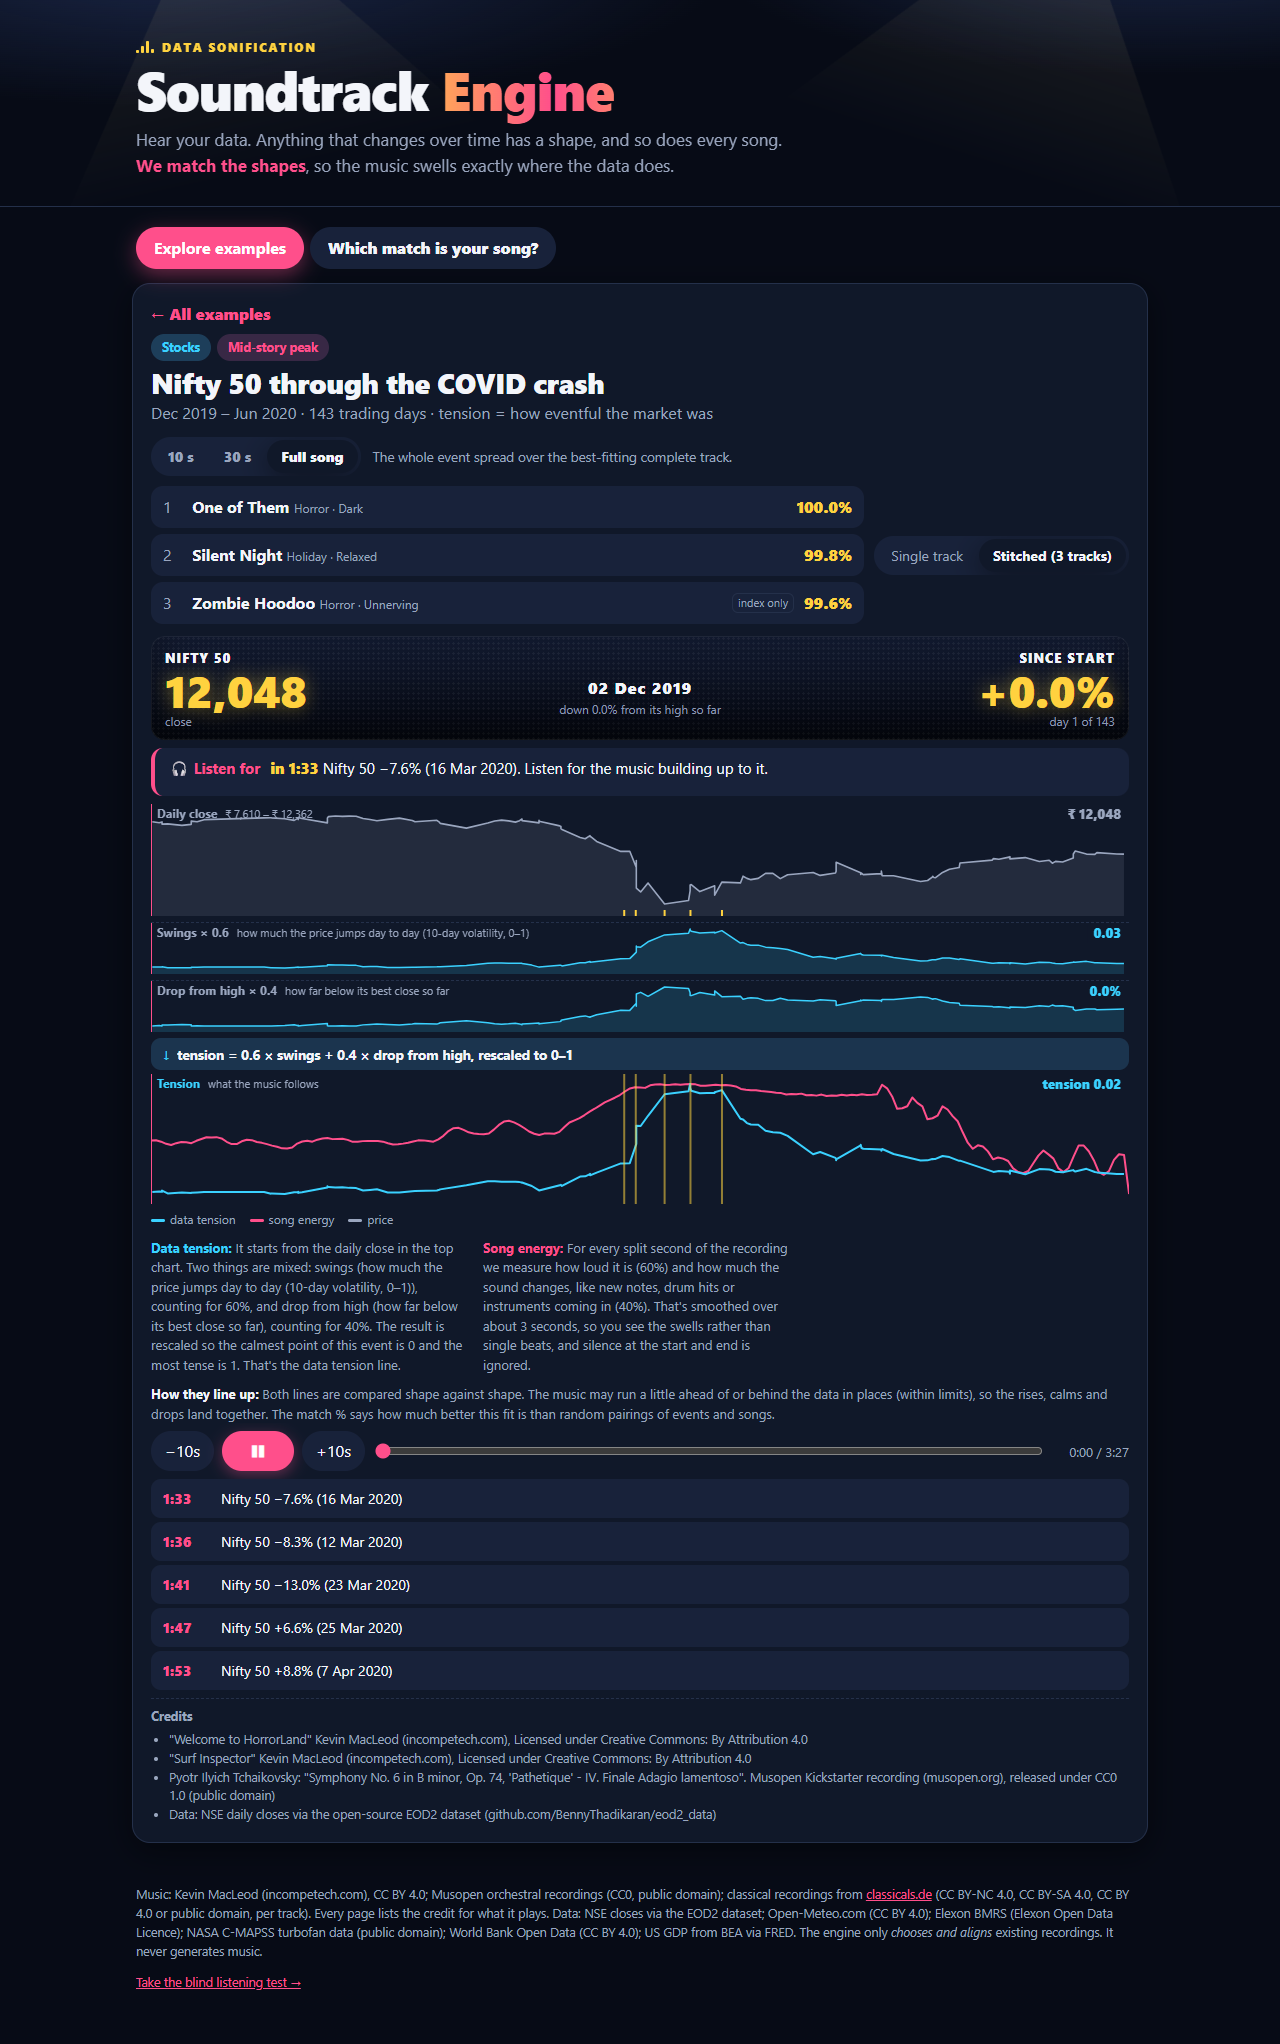 DATA SONIFICATION
Soundtrack Engine
Hear your data. Anything that changes over time has a shape, and so does every song.
We match the shapes, so the music swells exactly where the data does.
Explore examples
Which match is your song?
← All examples
Stocks
Mid-story peak
Nifty 50 through the COVID crash
Dec 2019 – Jun 2020 · 143 trading days · tension = how eventful the market was
10 s 30 s Full song The whole event spread over the best-fitting complete track.
1 One of Them Horror · Dark 100.0%
2 Silent Night Holiday · Relaxed 99.8%
Single track Stitched (3 tracks)
3 Zombie Hoodoo Horror · Unnerving index only 99.6%
NIFTY 50
12,048
close
02 Dec 2019
down 0.0% from its high so far
SINCE START
+0.0%
day 1 of 143
🎧 Listen for in 1:33 Nifty 50 −7.6% (16 Mar 2020). Listen for the music building up to it.
Daily close ₹ 7,610 – ₹ 12,362 ₹ 12,048
Swings × 0.6 how much the price jumps day to day (10-day volatility, 0–1) 0.03
Drop from high × 0.4 how far below its best close so far 0.0%
↓ tension = 0.6 × swings + 0.4 × drop from high, rescaled to 0–1
Tension what the music follows tension 0.02
data tension song energy price
Data tension: It starts from the daily close in the top
chart. Two things are mixed: swings (how much the
price jumps day to day (10-day volatility, 0–1)),
counting for 60%, and drop from high (how far below
its best close so far), counting for 40%. The result is
rescaled so the calmest point of this event is 0 and the
most tense is 1. That's the data tension line.
Song energy: For every split second of the recording
we measure how loud it is (60%) and how much the
sound changes, like new notes, drum hits or
instruments coming in (40%). That's smoothed over
about 3 seconds, so you see the swells rather than
single beats, and silence at the start and end is
ignored.
How they line up: Both lines are compared shape against shape. The music may run a little ahead of or behind the data in places (within limits), so the rises, calms and
drops land together. The match % says how much better this fit is than random pairings of events and songs.
−10s +10s 0:00 / 3:27
1:33 Nifty 50 −7.6% (16 Mar 2020)
1:36 Nifty 50 −8.3% (12 Mar 2020)
1:41 Nifty 50 −13.0% (23 Mar 2020)
1:47 Nifty 50 +6.6% (25 Mar 2020)
1:53 Nifty 50 +8.8% (7 Apr 2020)
Credits
• "Welcome to HorrorLand" Kevin MacLeod (incompetech.com), Licensed under Creative Commons: By Attribution 4.0
• "Surf Inspector" Kevin MacLeod (incompetech.com), Licensed under Creative Commons: By Attribution 4.0
• Pyotr Ilyich Tchaikovsky: "Symphony No. 6 in B minor, Op. 74, 'Pathetique' - IV. Finale Adagio lamentoso". Musopen Kickstarter recording (musopen.org), released under CC0
1.0 (public domain)
• Data: NSE daily closes via the open-source EOD2 dataset (github.com/BennyThadikaran/eod2_data)
Music: Kevin MacLeod (incompetech.com), CC BY 4.0; Musopen orchestral recordings (CC0, public domain); classical recordings from classicals.de (CC BY-NC 4.0, CC BY-SA 4.0, CC BY
4.0 or public domain, per track). Every page lists the credit for what it plays. Data: NSE closes via the EOD2 dataset; Open-Meteo.com (CC BY 4.0); Elexon BMRS (Elexon Open Data
Licence); NASA C-MAPSS turbofan data (public domain); World Bank Open Data (CC BY 4.0); US GDP from BEA via FRED. The engine only chooses and aligns existing recordings. It
never generates music.
Take the blind listening test →